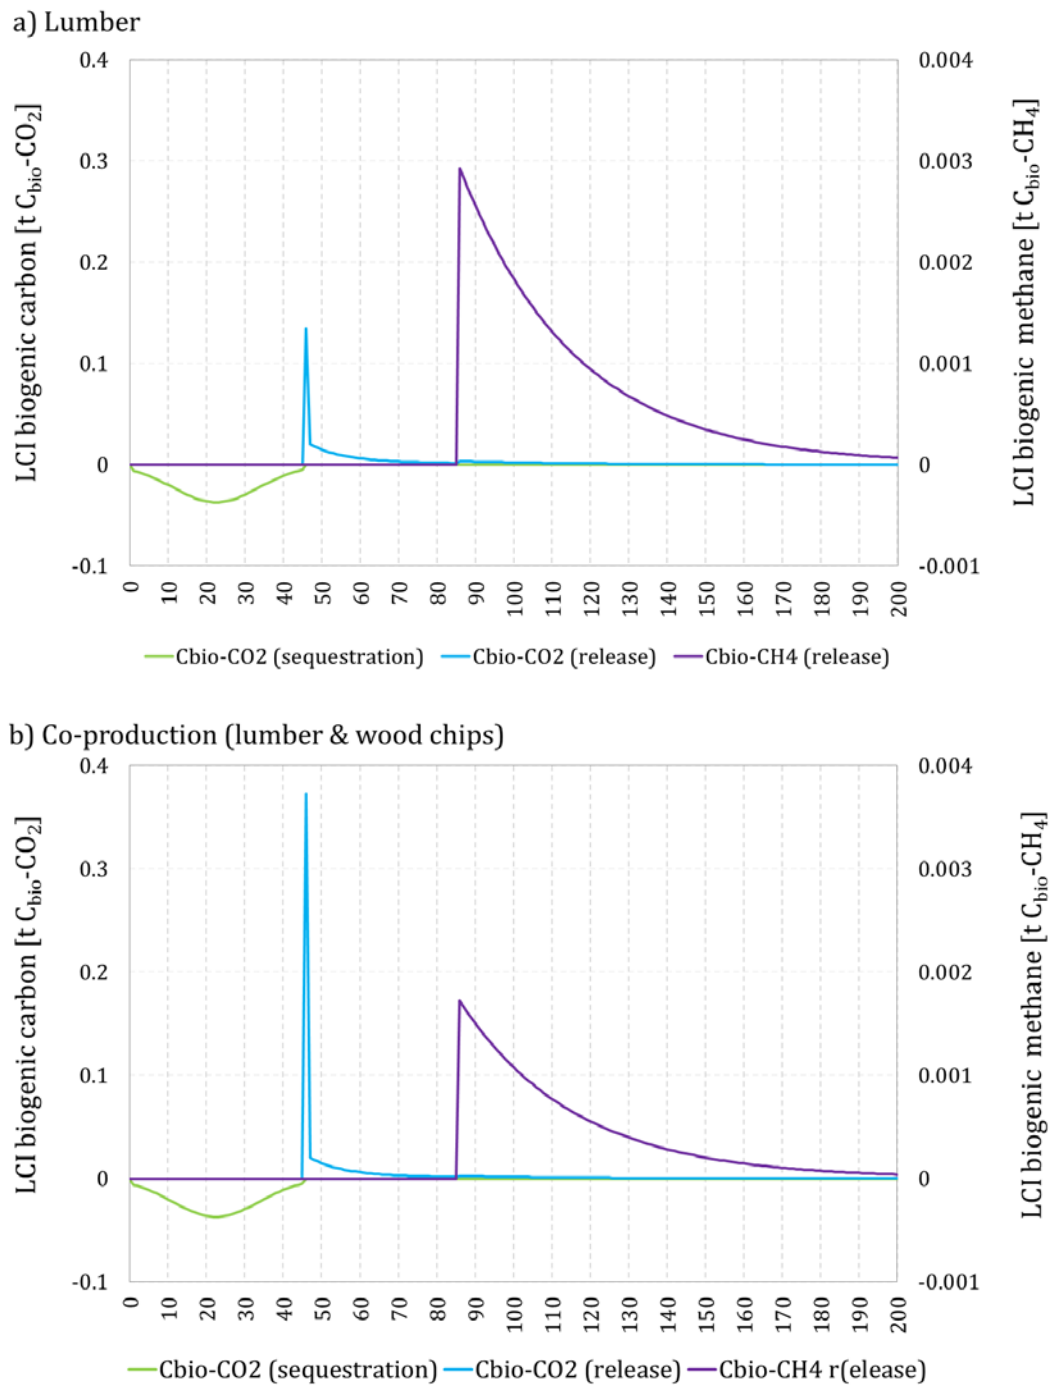 a) Lumber
LCI biogenic carbon [t Cbio-CO2]
0.4
0.3
0.2
0.1
0
-0.1
0.004
0.003
0.002
0.001
0
-0.001
LCI biogenic methane [t Cbio-CH4]
0 10 20 30 40 50 60 70 80 90 100 110 120 130 140 150 160 170 180 190 200
Cbio-CO2 (sequestration) Cbio-CO2 (release) Cbio-CH4 (release)
b) Co-production (lumber & wood chips)
LCI biogenic carbon [t Cbio-CO2]
0.4
0.3
0.2
0.1
0
-0.1
0.004
0.003
0.002
0.001
0
-0.001
LCI biogenic methane [t Cbio-CH4]
0 10 20 30 40 50 60 70 80 90 100 110 120 130 140 150 160 170 180 190 200
Cbio-CO2 (sequestration) Cbio-CO2 (release) Cbio-CH4 r(elease)